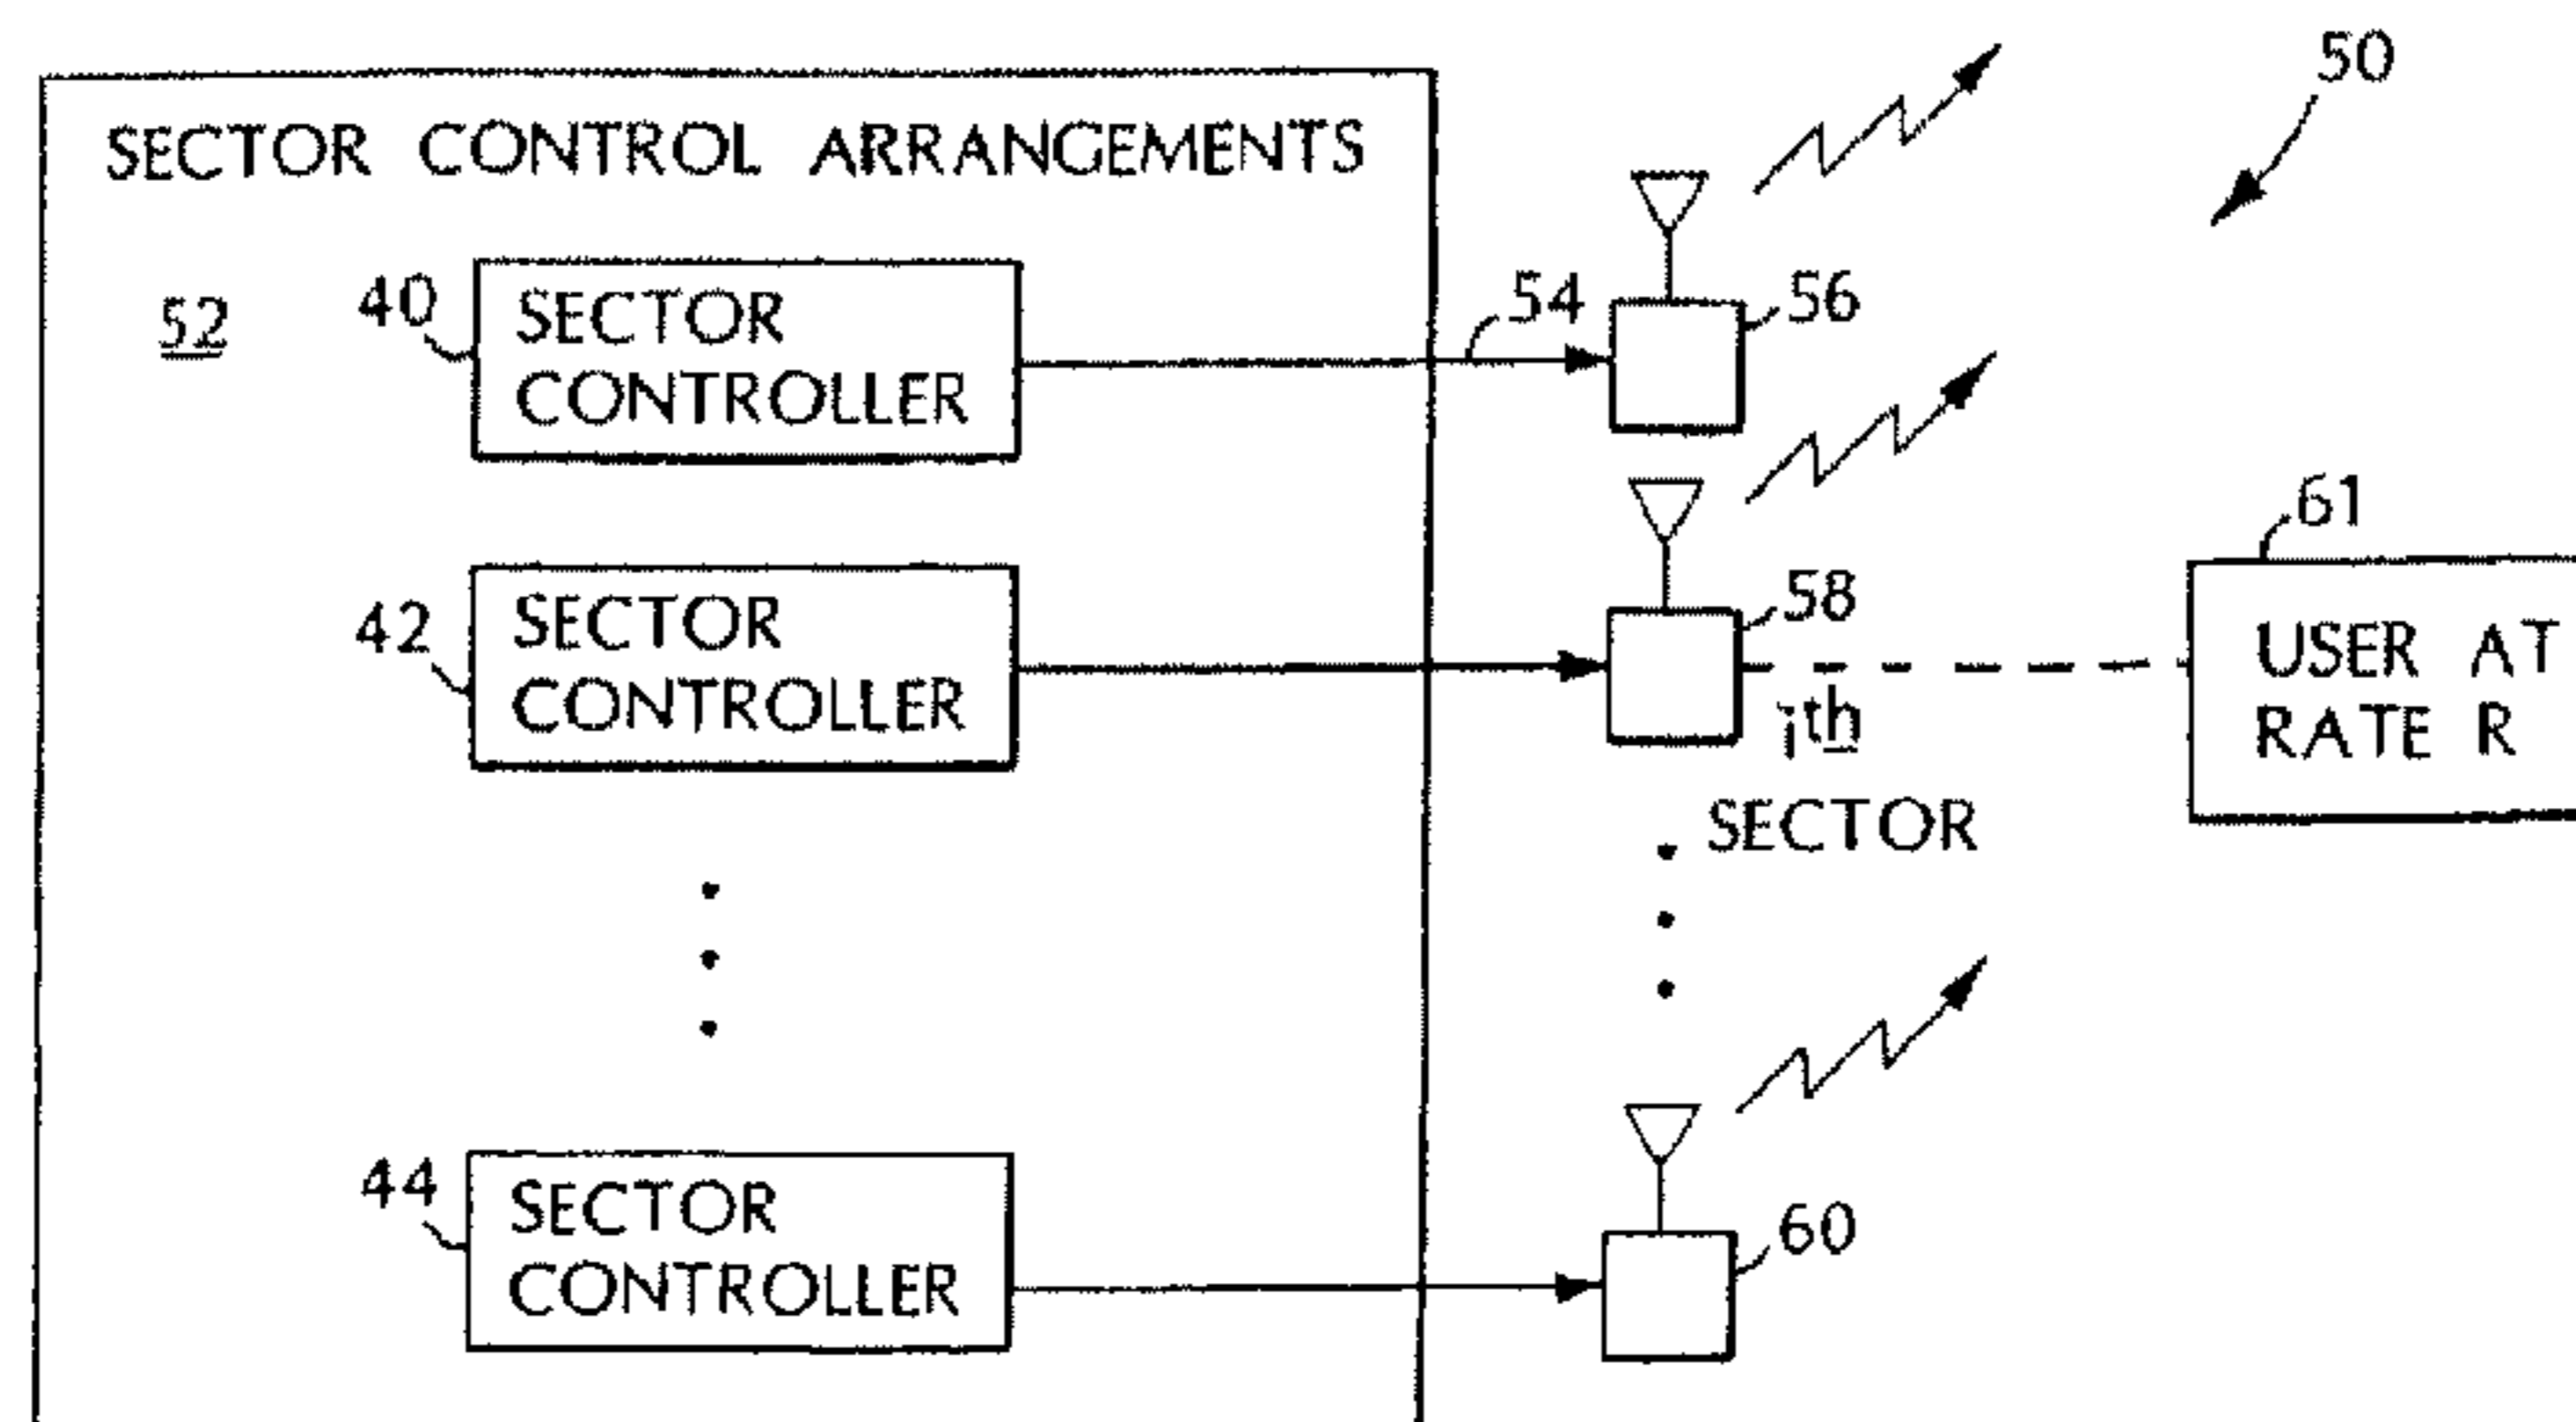 50
SECTOR CONTROL ARRANGEMENTS
52
40
SECTOR
CONTROLLER
54
56
42
SECTOR
CONTROLLER
58
ith
SECTOR
61
USER AT
RATE R
44
SECTOR
CONTROLLER
60